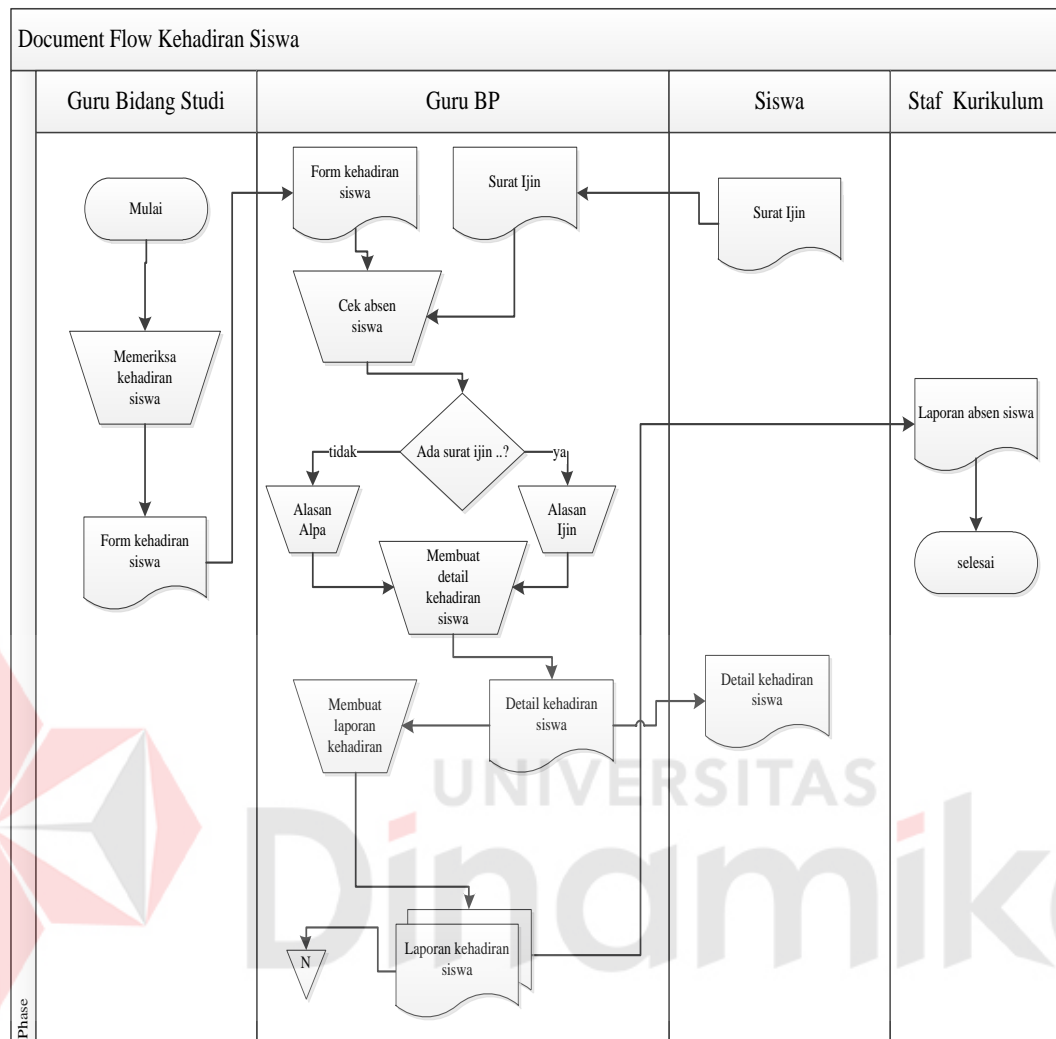 Document Flow Kehadiran Siswa
Guru Bidang Studi
Guru BP
Siswa
Staf Kurikulum
Mulai
Memeriksa
kehadiran
siswa
Form kehadiran
siswa
Form kehadiran
siswa
Surat Ijin
Surat Ijin
Cek absen
siswa
Ada surat ijin ..?
tidak
ya
Alasan
Alpa
Alasan
Ijin
Membuat
detail
kehadiran
siswa
Laporan absen siswa
selesai
Membuat
laporan
kehadiran
Detail kehadiran
siswa
Detail kehadiran
siswa
Laporan kehadiran
siswa
N
Phase
UNIVERSITAS
Dinamika